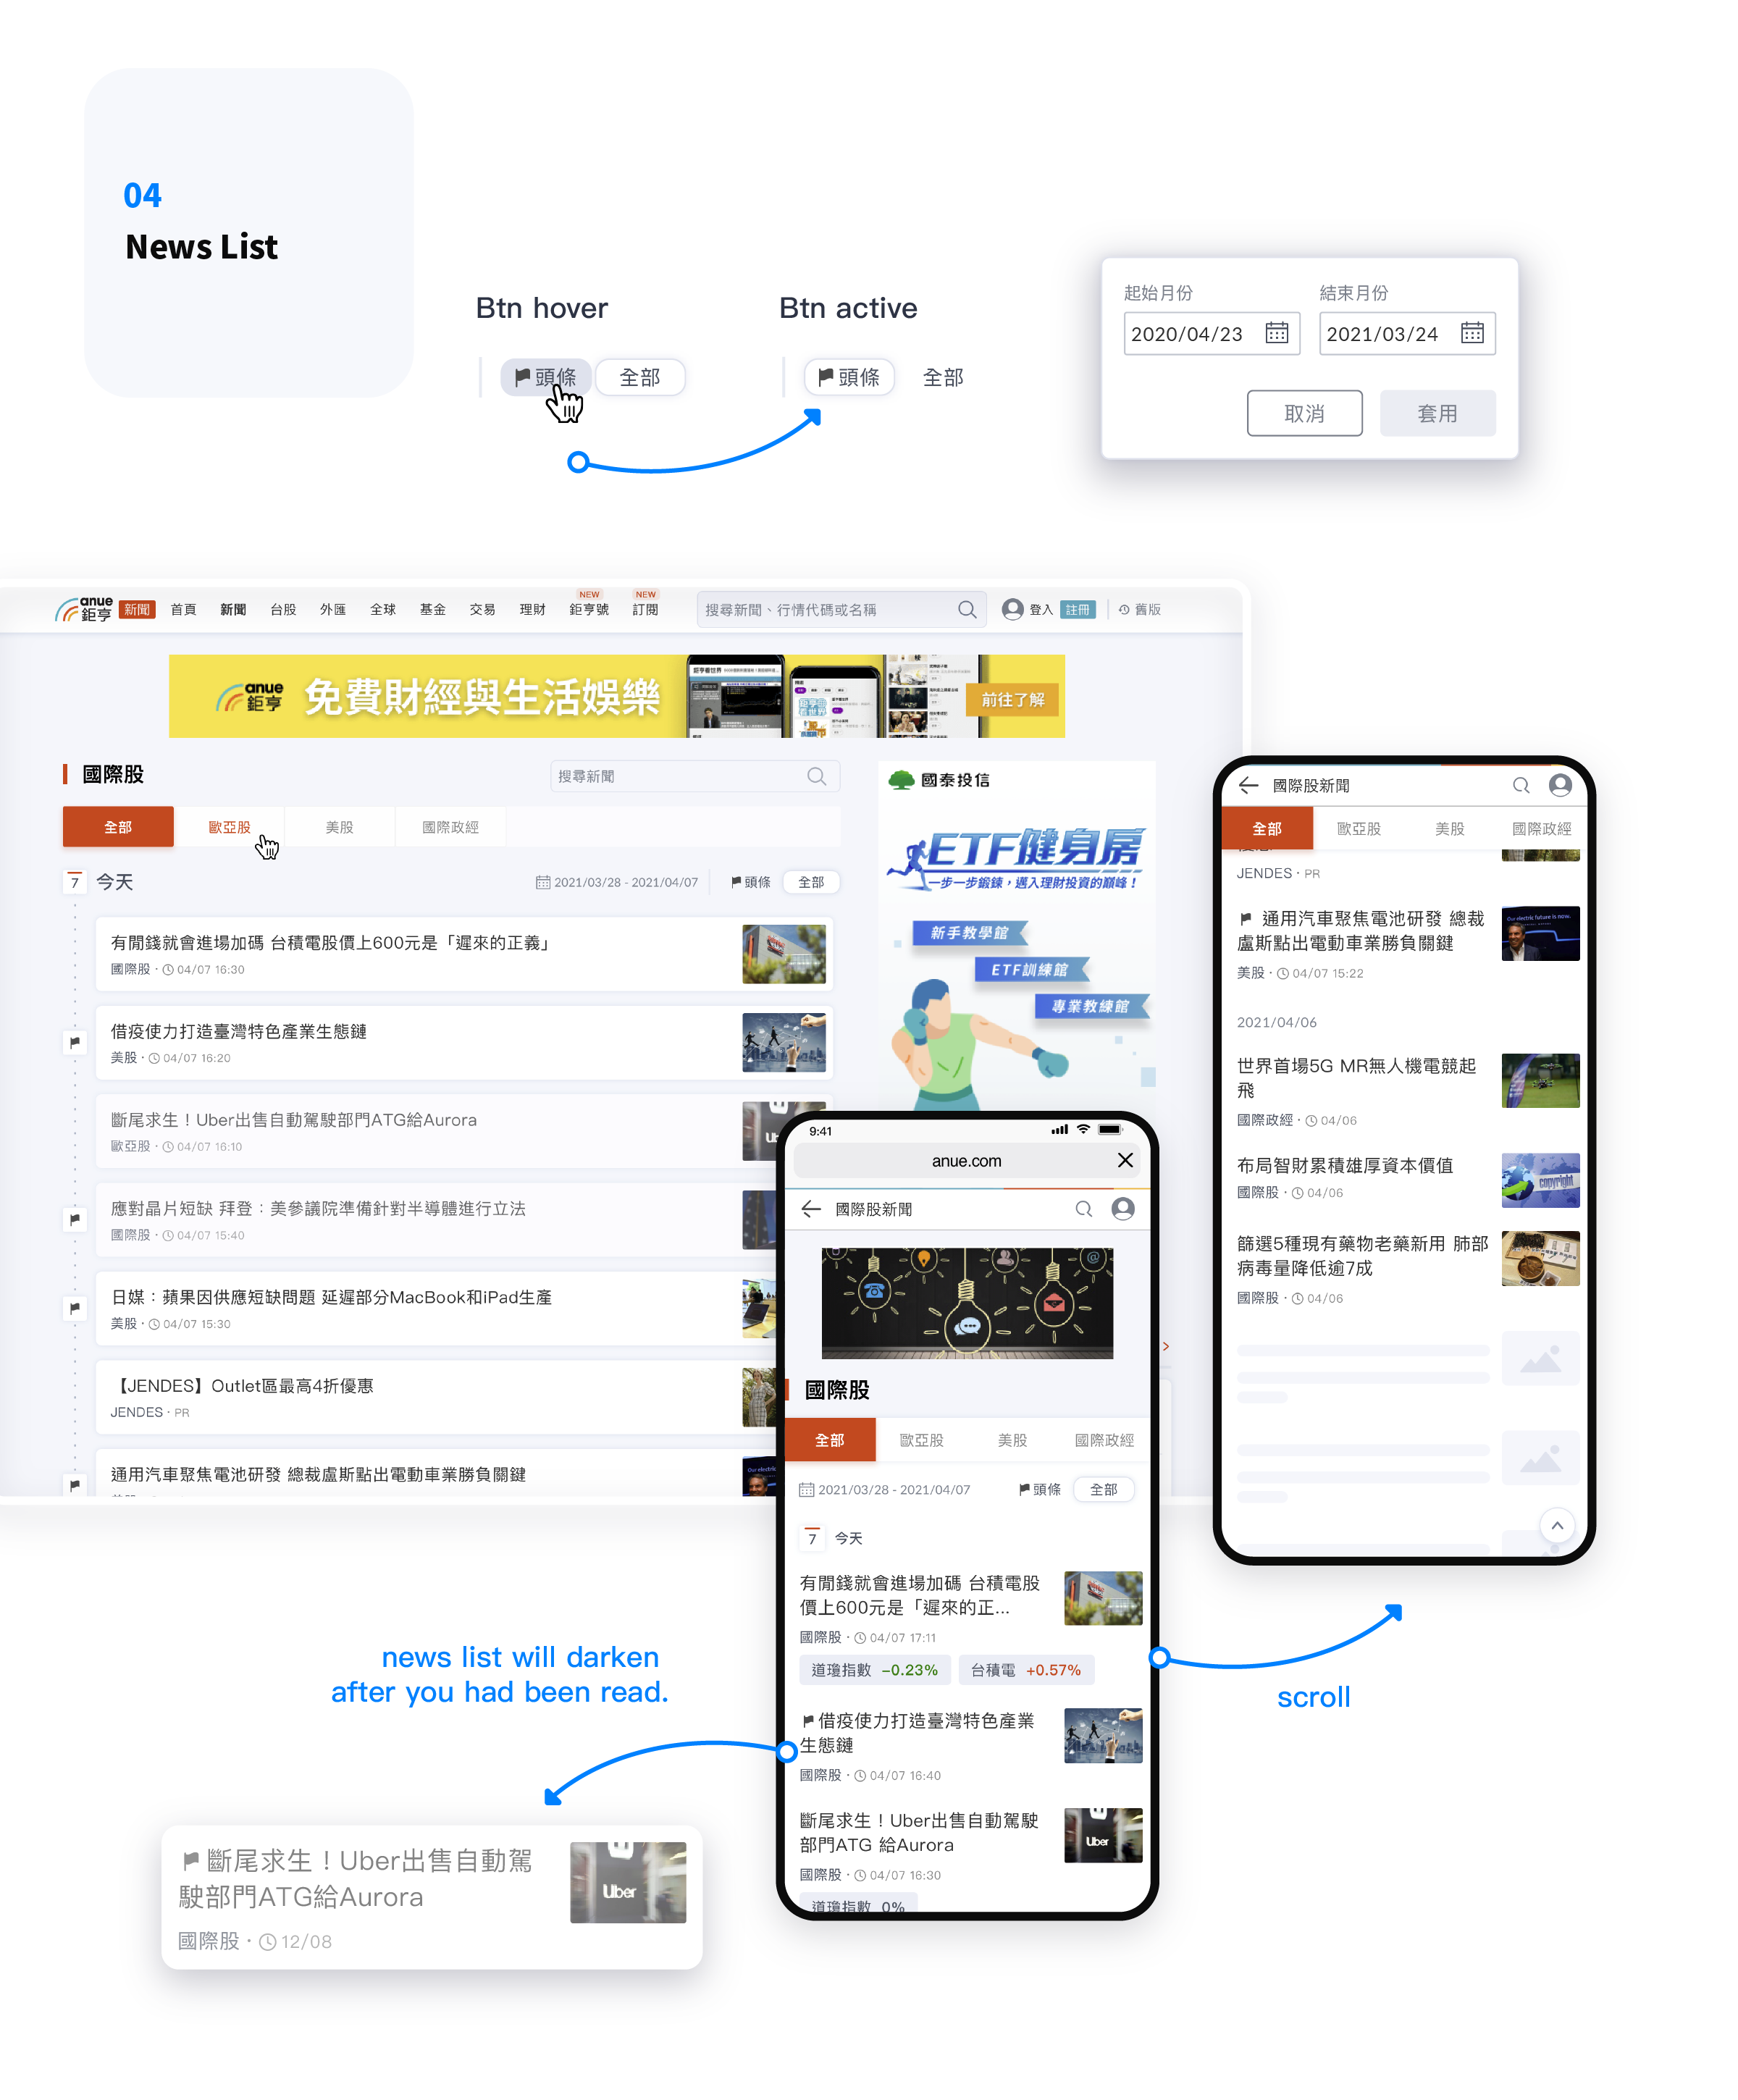 04
News List
Btn hover
頭條
全部
Btn active
頭條
全部
起始月份
結束月份
2020/04/23
2021/03/24
取消
套用
anue
鉅亨
新聞
首頁
新聞
台股
外匯
全球
基金
交易
理財
NEW
鉅亨號
NEW
訂閱
搜尋新聞、行情代碼或名稱
登入
註冊
舊版
anue
鉅亨
免費財經與生活娛樂
前往了解
國際股
搜尋新聞
全部
歐亞股
美股
國際政經
7
今天
2021/03/28 - 2021/04/07
頭條
全部
有閒錢就會進場加碼 台積電股價上600元是「遲來的正義」
國際股 · 04/07 16:30
借疫使力打造臺灣特色產業生態鏈
美股 · 04/07 16:20
斷尾求生！Uber出售自動駕駛部門ATG給Aurora
歐亞股 · 04/07 16:10
應對晶片短缺 拜登：美參議院準備針對半導體進行立法
國際股 · 04/07 15:40
日媒：蘋果因供應短缺問題 延遲部分MacBook和iPad生產
美股 · 04/07 15:30
【JENDES】Outlet區最高4折優惠
JENDES · PR
通用汽車聚焦電池研發 總裁盧斯點出電動車業勝負關鍵
國泰投信
ETF健身房
一步一步鍛鍊，邁入理財投資的巔峰！
新手教學館
ETF訓練館
專業教練館
9:41
anue.com
國際股新聞
國際股
全部
歐亞股
美股
國際政經
2021/03/28 - 2021/04/07
頭條
全部
7
今天
有閒錢就會進場加碼 台積電股
價上600元是「遲來的正...
國際股 · 04/07 17:11
道瓊指數 -0.23%
台積電 +0.57%
借疫使力打造臺灣特色產業
生態鏈
國際股 · 04/07 16:40
斷尾求生！Uber出售自動駕駛
部門ATG 給Aurora
Uber
國際股 · 04/07 16:30
道瓊指數 0%
國際股新聞
全部
歐亞股
美股
國際政經
JENDES · PR
通用汽車聚焦電池研發 總裁
盧斯點出電動車業勝負關鍵
Our electric future is now.
美股 · 04/07 15:22
2021/04/06
世界首場5G MR無人機電競起
飛
國際政經 · 04/06
布局智財累積雄厚資本價值
copyright
國際股 · 04/06
篩選5種現有藥物老藥新用 肺部
病毒量降低逾7成
國際股 · 04/06
scroll
news list will darken
after you had been read.
斷尾求生！Uber出售自動駕
駛部門ATG給Aurora
Uber
國際股 · 12/08